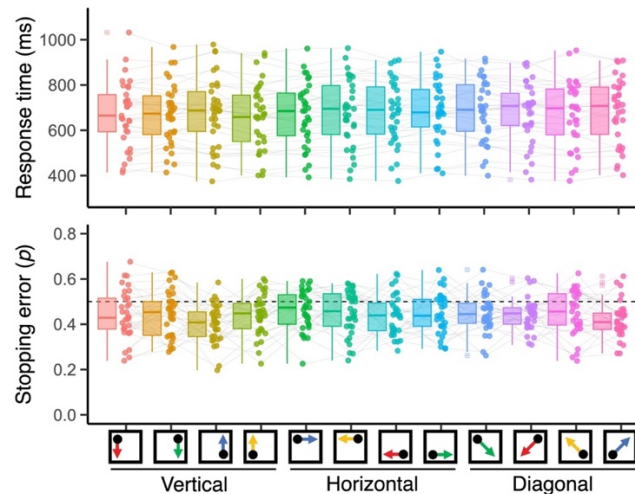 Response time (ms)
1000
800
600
400
Stopping error (p)
0.8
0.6
0.4
0.2
0.0
Vertical
Horizontal
Diagonal